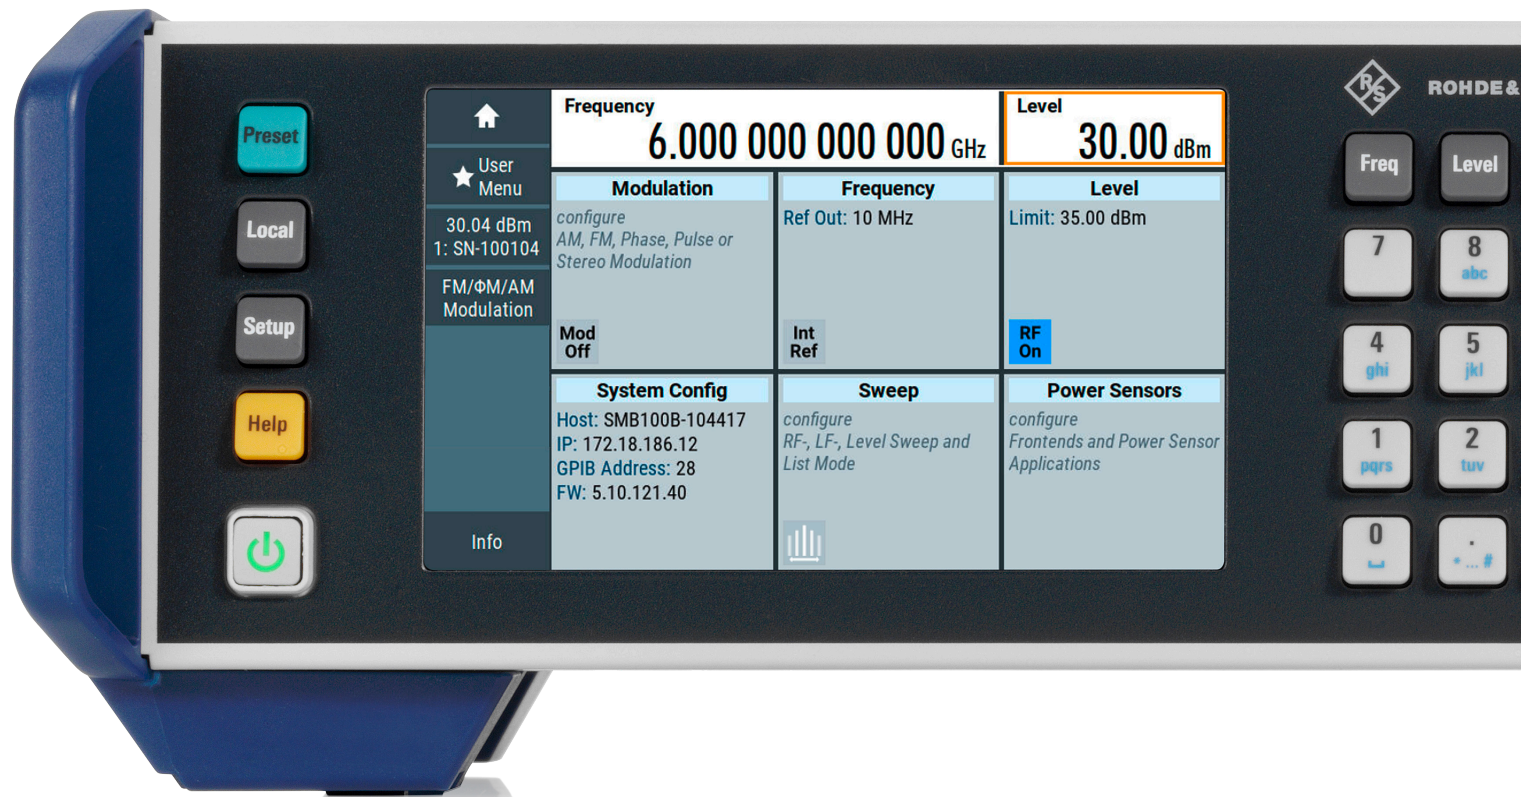 Preset
Local
Setup
Help
User
Menu
30.04 dBm
1: SN-100104
FM/ΦM/AM
Modulation
Info
Frequency
6.000 000 000 000 GHz
Level
30.00 dBm
Modulation
configure
AM, FM, Phase, Pulse or
Stereo Modulation
Mod
Off
Frequency
Ref Out: 10 MHz
Int
Ref
Level
Limit: 35.00 dBm
RF
On
System Config
Host: SMB100B-104417
IP: 172.18.186.12
GPIB Address: 28
FW: 5.10.121.40
Sweep
configure
RF-, LF-, Level Sweep and
List Mode
Power Sensors
configure
Frontends and Power Sensor
Applications
R&S
ROHDE&
Freq
Level
7
8
abc
4
ghi
5
jkl
1
pqrs
2
tuv
0
.
* ... #